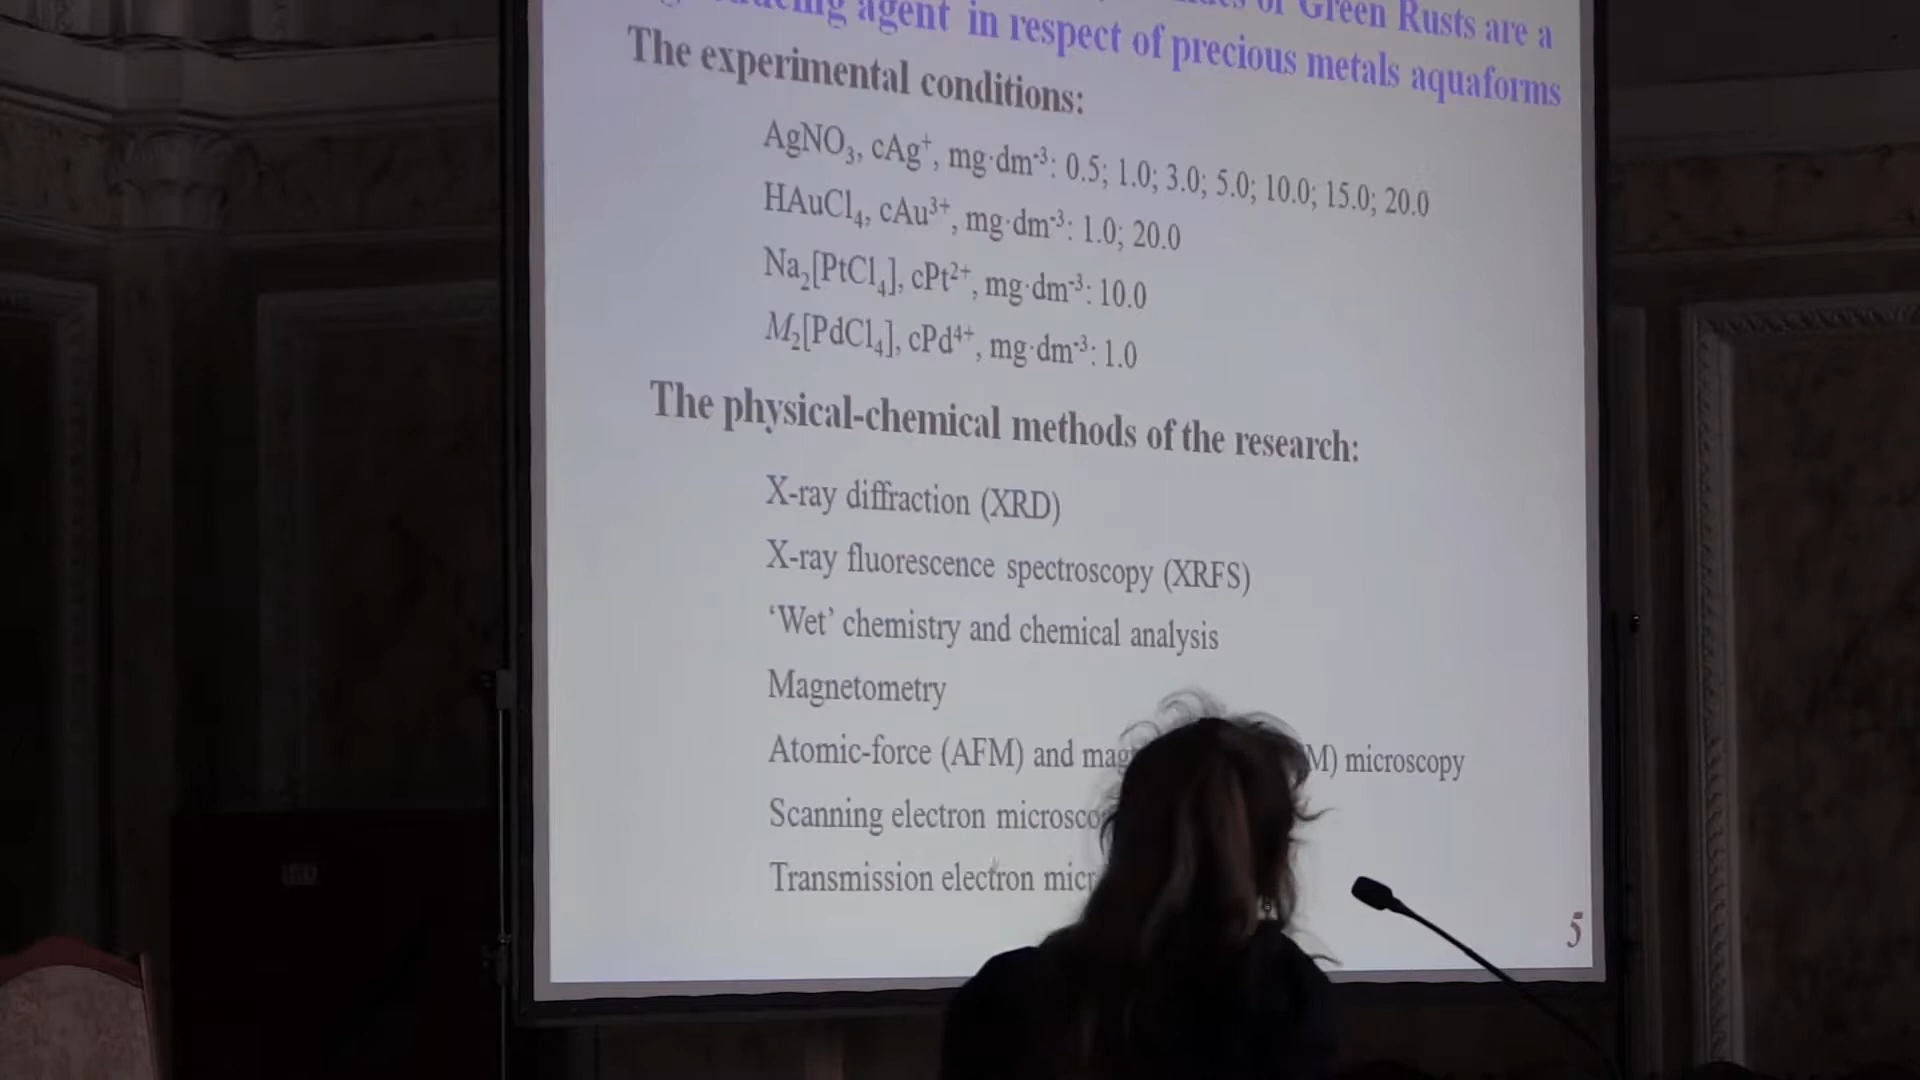 of Green Rusts are a
agent in respect of precious metals aquaforms
The experimental conditions:
AgNO₃, cAg⁺, mg·dm⁻³: 0.5; 1.0; 3.0; 5.0; 10.0; 15.0; 20.0
HAuCl₄, cAu³⁺, mg·dm⁻³: 1.0; 20.0
Na₂[PtCl₄], cPt²⁺, mg·dm⁻³: 10.0
M₂[PdCl₄], cPd⁴⁺, mg·dm⁻³: 1.0
The physical-chemical methods of the research:
X-ray diffraction (XRD)
X-ray fluorescence spectroscopy (XRFS)
‘Wet’ chemistry and chemical analysis
Magnetometry
Atomic-force (AFM) and microscopy
Scanning electron
Transmission electron
5